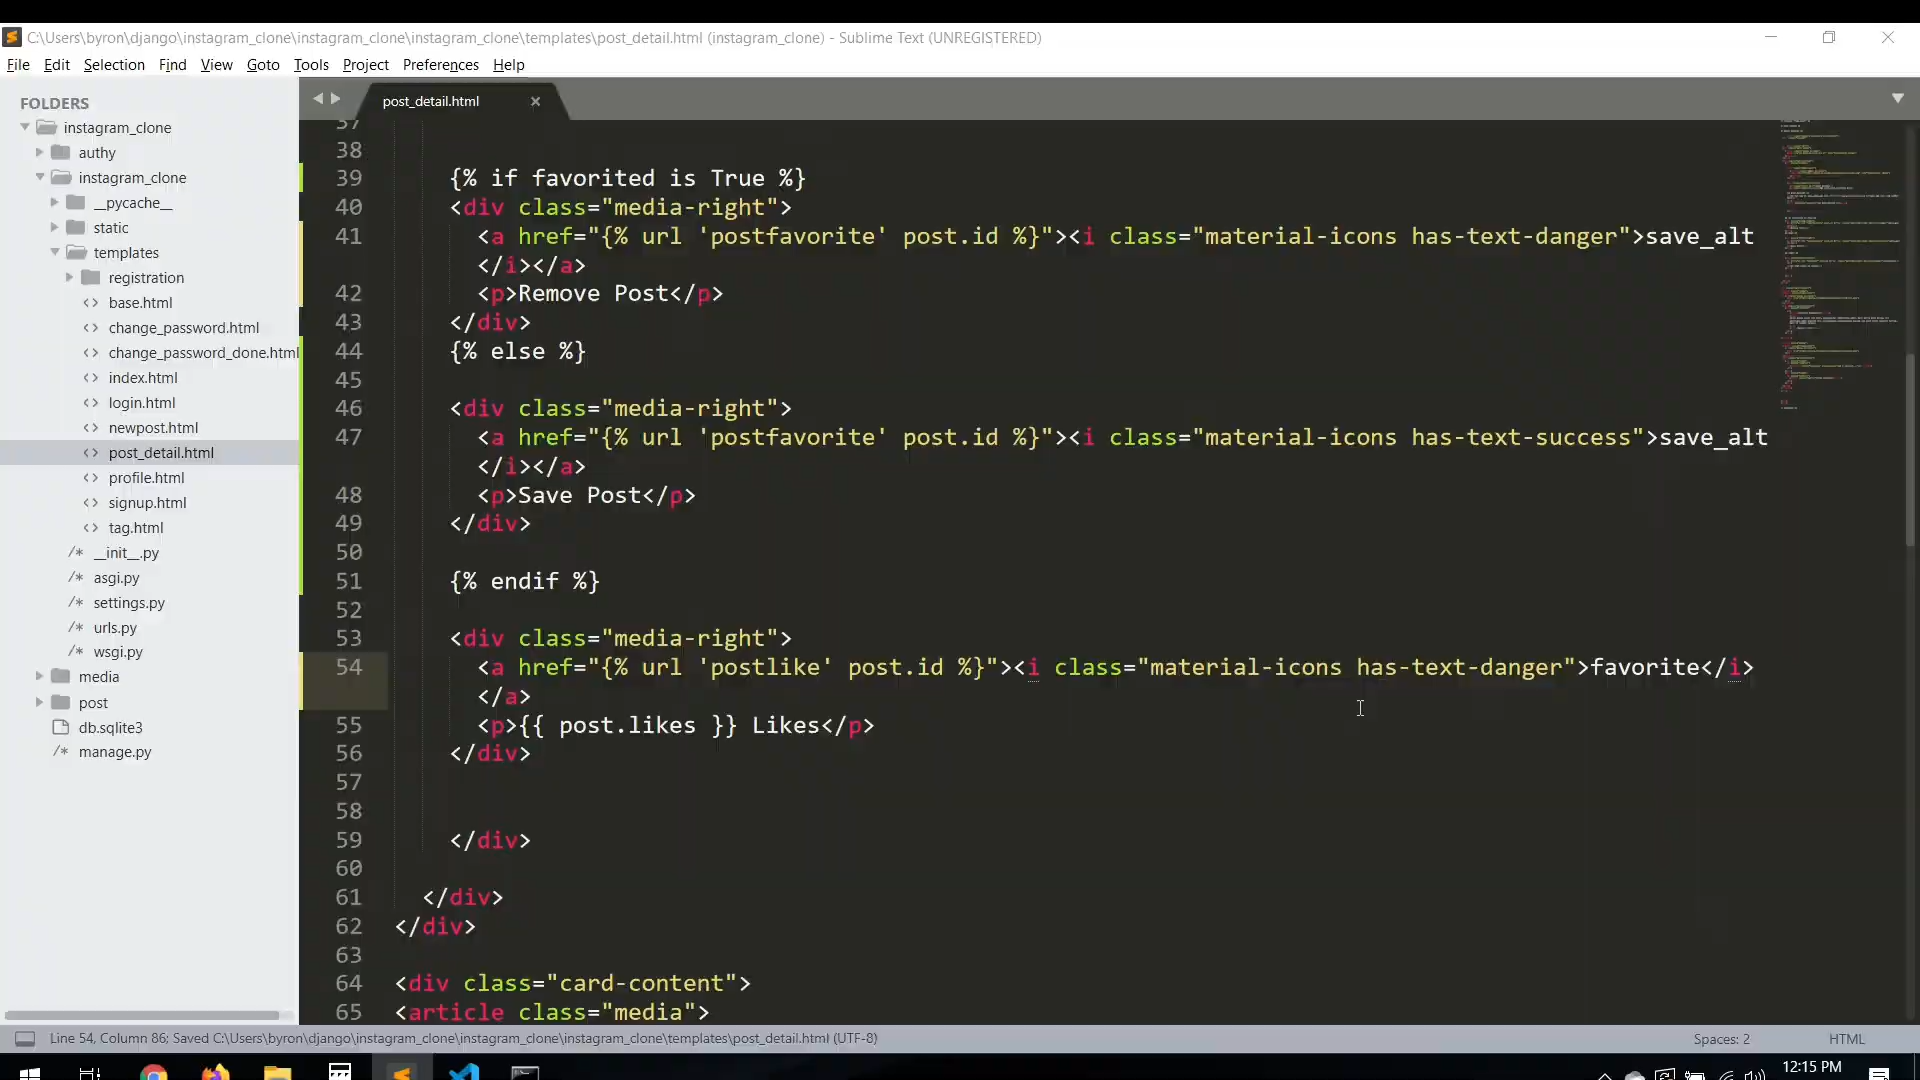 C:\Users\byron\django\instagram_clone\instagram_clone\instagram_clone\templates\post_detail.html (instagram_clone) - Sublime Text (UNREGISTERED)
File Edit Selection Find View Goto Tools Project Preferences Help
FOLDERS
instagram_clone
authy
instagram_clone
__pycache__
static
templates
registration
base.html
change_password.html
change_password_done.html
index.html
login.html
newpost.html
post_detail.html
profile.html
signup.html
tag.html
/* __init__.py
/* asgi.py
/* settings.py
/* urls.py
/* wsgi.py
media
post
db.sqlite3
/* manage.py
post_detail.html
37
38
39 {% if favorited is True %}
40 <div class="media-right">
41 <a href="{% url 'postfavorite' post.id %}"><i class="material-icons has-text-danger">save_alt
</i></a>
42 <p>Remove Post</p>
43 </div>
44 {% else %}
45
46 <div class="media-right">
47 <a href="{% url 'postfavorite' post.id %}"><i class="material-icons has-text-success">save_alt
</i></a>
48 <p>Save Post</p>
49 </div>
50
51 {% endif %}
52
53 <div class="media-right">
54 <a href="{% url 'postlike' post.id %}"><i class="material-icons has-text-danger">favorite</i>
</a>
55 <p>{{ post.likes }} Likes</p>
56 </div>
57
58
59 </div>
60
61 </div>
62 </div>
63
64 <div class="card-content">
65 <article class="media">
Line 54, Column 86; Saved C:\Users\byron\django\instagram_clone\instagram_clone\instagram_clone\templates\post_detail.html (UTF-8)
Spaces: 2
HTML
12:15 PM